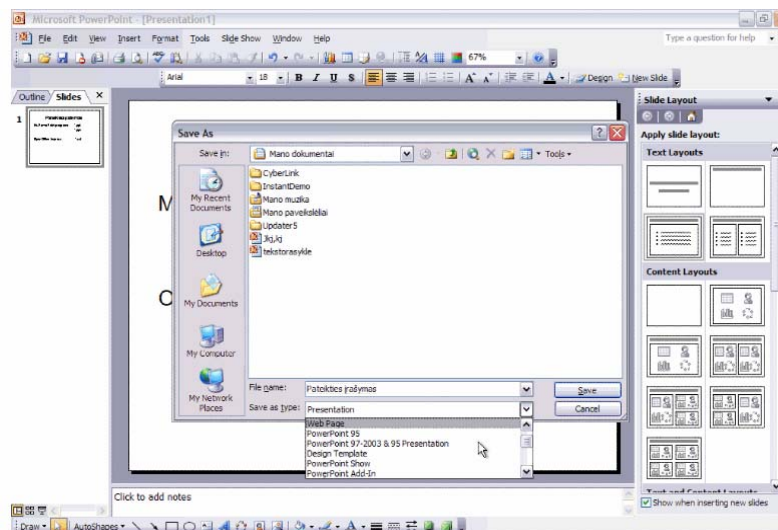 Microsoft PowerPoint - [Presentation1]
File Edit View Insert Format Tools Slide Show Window Help Type a question for help
67%
Arial 18 B I U S A A A Design New Slide
Outline Slides
1
Save As
Save in: Mano dokumentai Tools
My Recent Documents
Desktop
My Documents
My Computer
My Network Places
CyberLink
InstantDemo
Mano muzika
Mano paveikslėliai
Updater5
tekstorasykle
File name: Pateikties įrašymas Save
Save as type: Presentation Cancel
Web Page
PowerPoint 95
PowerPoint 97-2003 & 95 Presentation
Design Template
PowerPoint Show
PowerPoint Add-In
Slide Layout
Apply slide layout:
Text Layouts
Content Layouts
Text and Content Layouts
Show when inserting new slides
M
Click to add notes
Draw AutoShapes